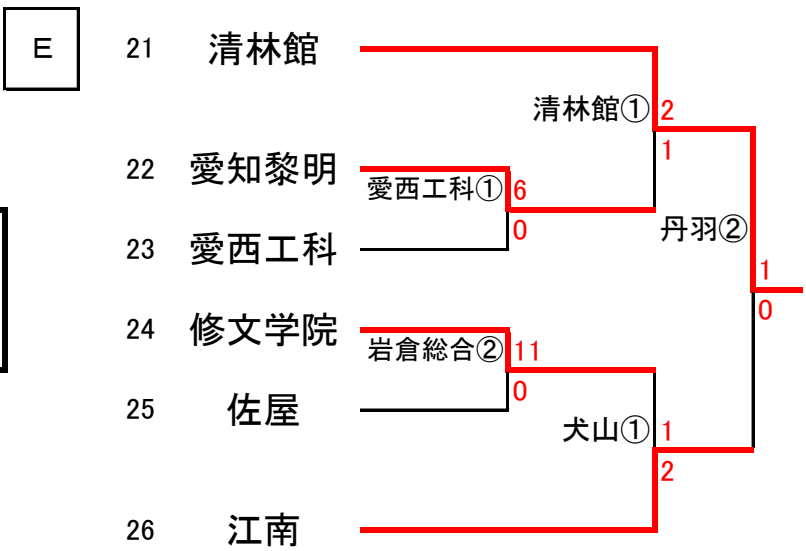 E
21 清林館
清林館① 2
1
22 愛知黎明
愛西工科① 6
0
23 愛西工科
丹羽②
1
0
24 修文学院
岩倉総合② 11
0
25 佐屋
犬山① 1
2
26 江南